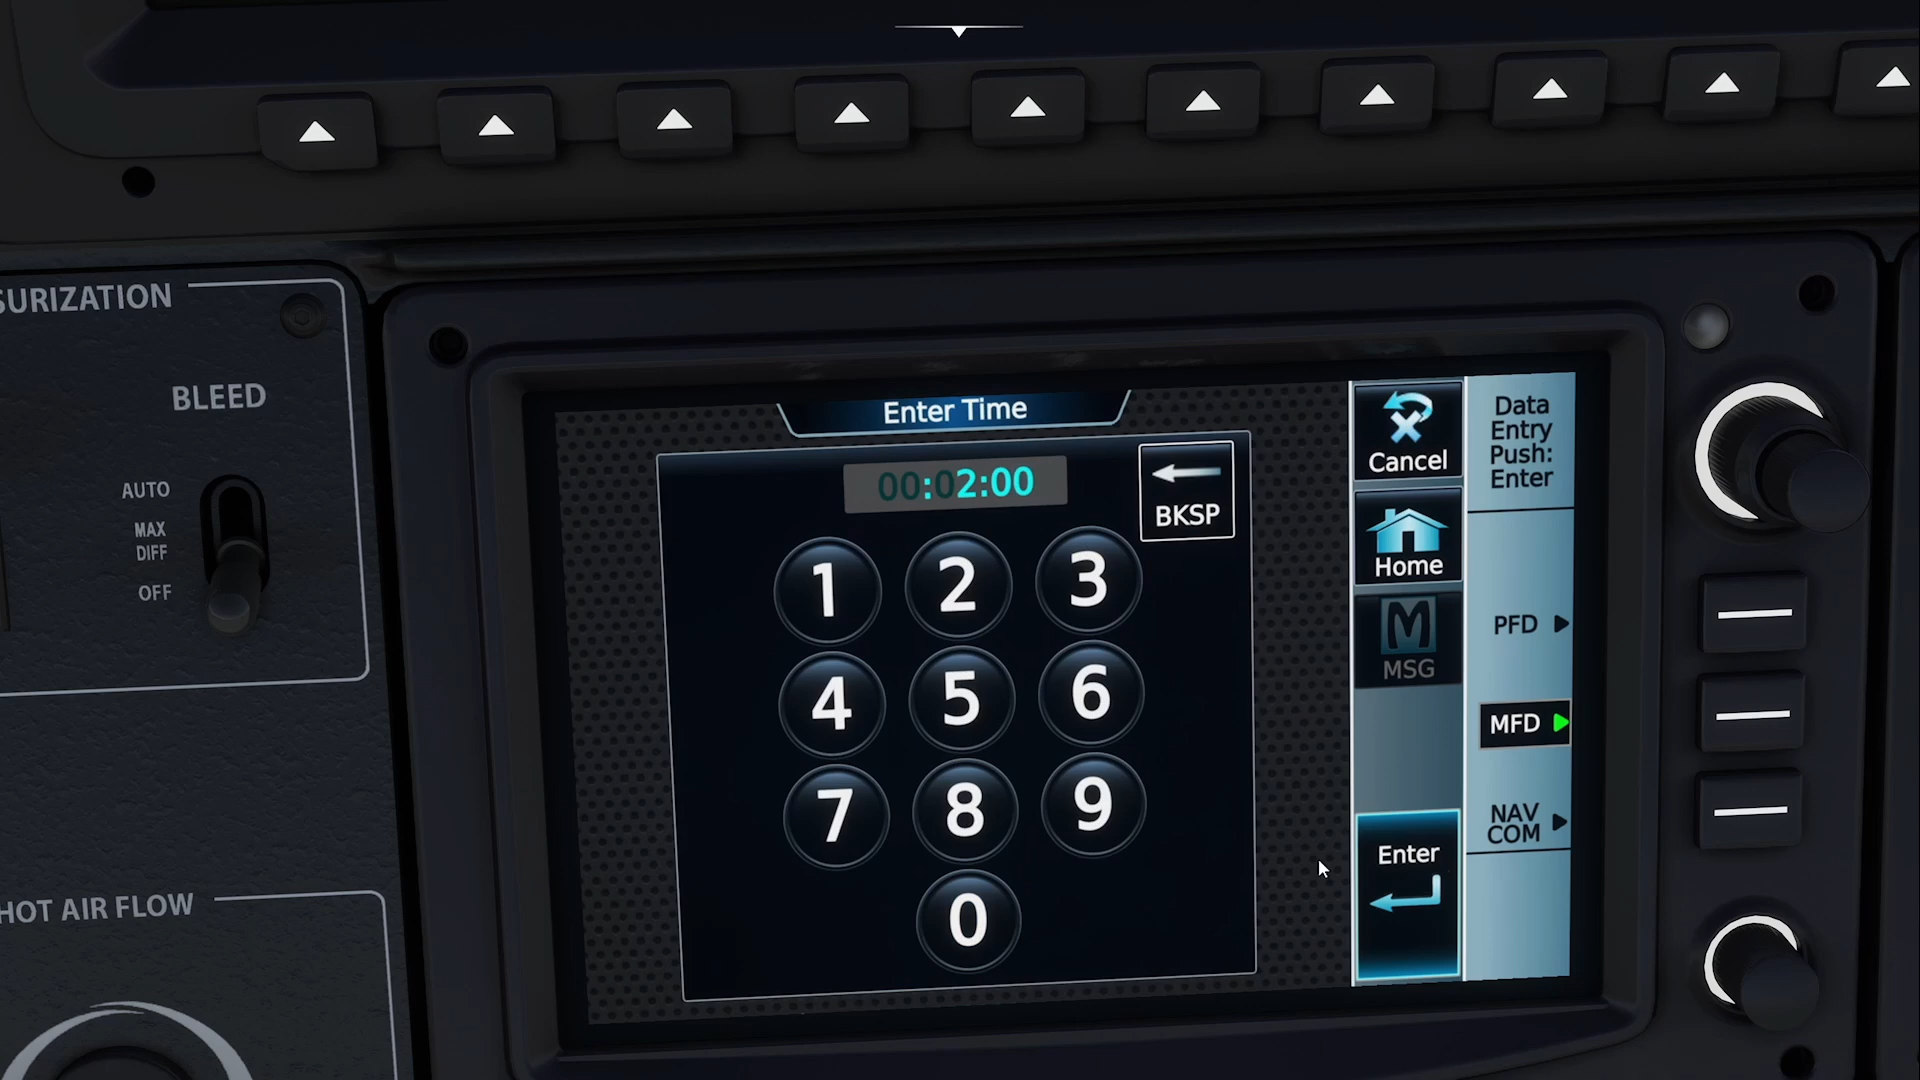 SURIZATION
BLEED
AUTO
MAX
DIFF
OFF
HOT AIR FLOW
Enter Time
00:02:00
BKSP
1 2 3
4 5 6
7 8 9
0
Cancel
Home
MSG
Enter
Data
Entry
Push:
Enter
PFD
MFD
NAV
COM